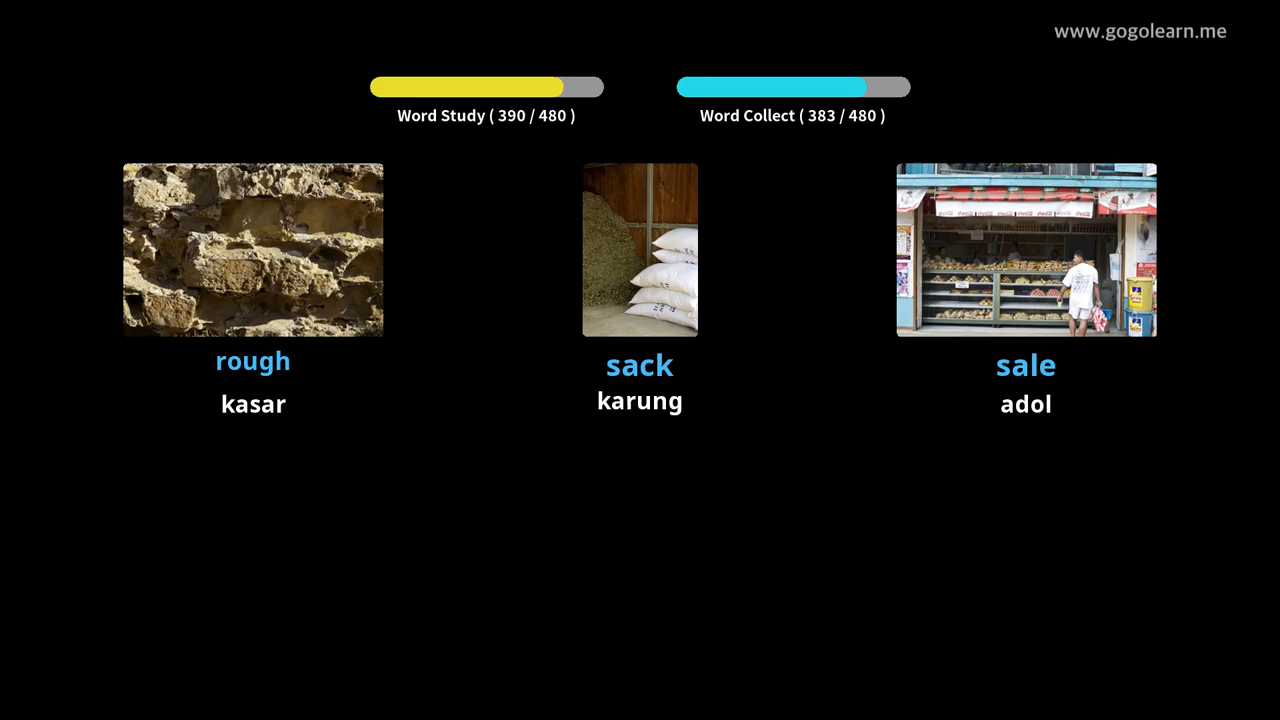 www.gogolearn.me
Word Study ( 390 / 480 )
Word Collect ( 383 / 480 )
rough
kasar
sack
karung
sale
adol